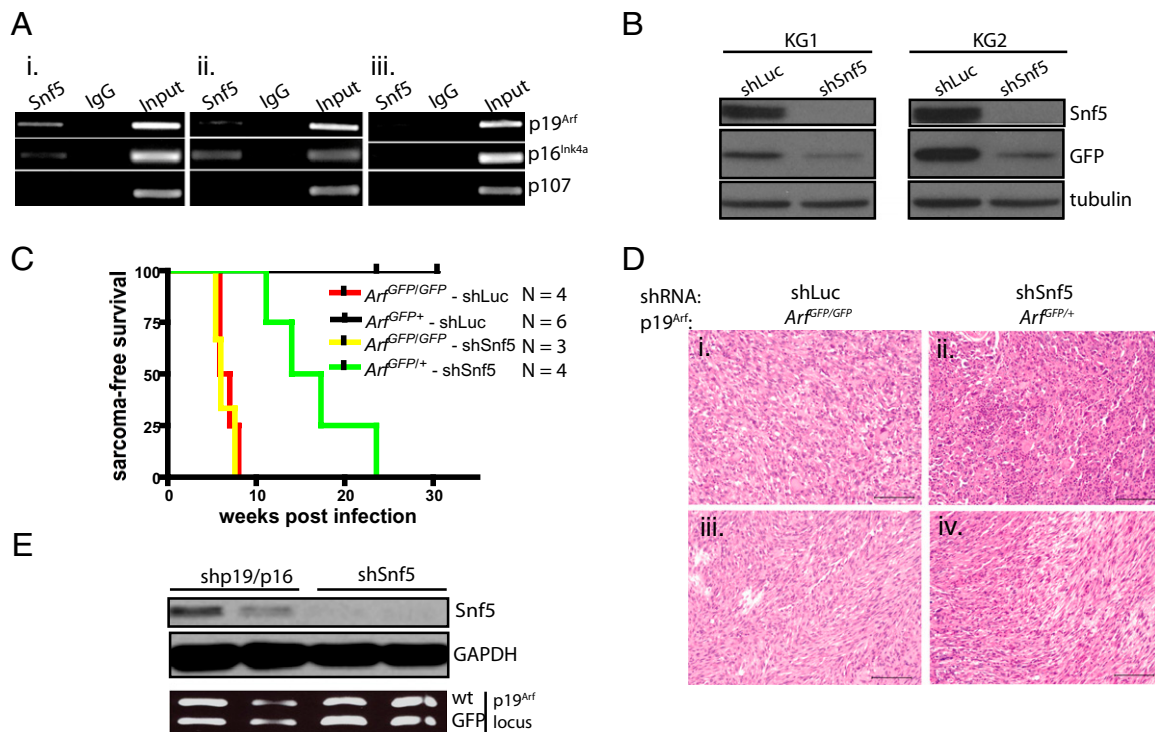 A
i.
Snf5
IgG
Input
ii.
Snf5
IgG
Input
iii.
Snf5
IgG
Input
p19Arf
p16Ink4a
p107
B
KG1
KG2
shLuc
shSnf5
shLuc
shSnf5
Snf5
GFP
tubulin
C
sarcoma-free survival
100
75
50
25
0
0
10
20
30
weeks post infection
ArfGFP/GFP - shLuc N = 4
ArfGFP+ - shLuc N = 6
ArfGFP/GFP - shSnf5 N = 3
ArfGFP/+ - shSnf5 N = 4
D
shRNA: shLuc shSnf5
p19Arf: ArfGFP/GFP ArfGFP/+
i.
ii.
iii.
iv.
E
shp19/p16
shSnf5
Snf5
GAPDH
wt
GFP
p19Arf
locus